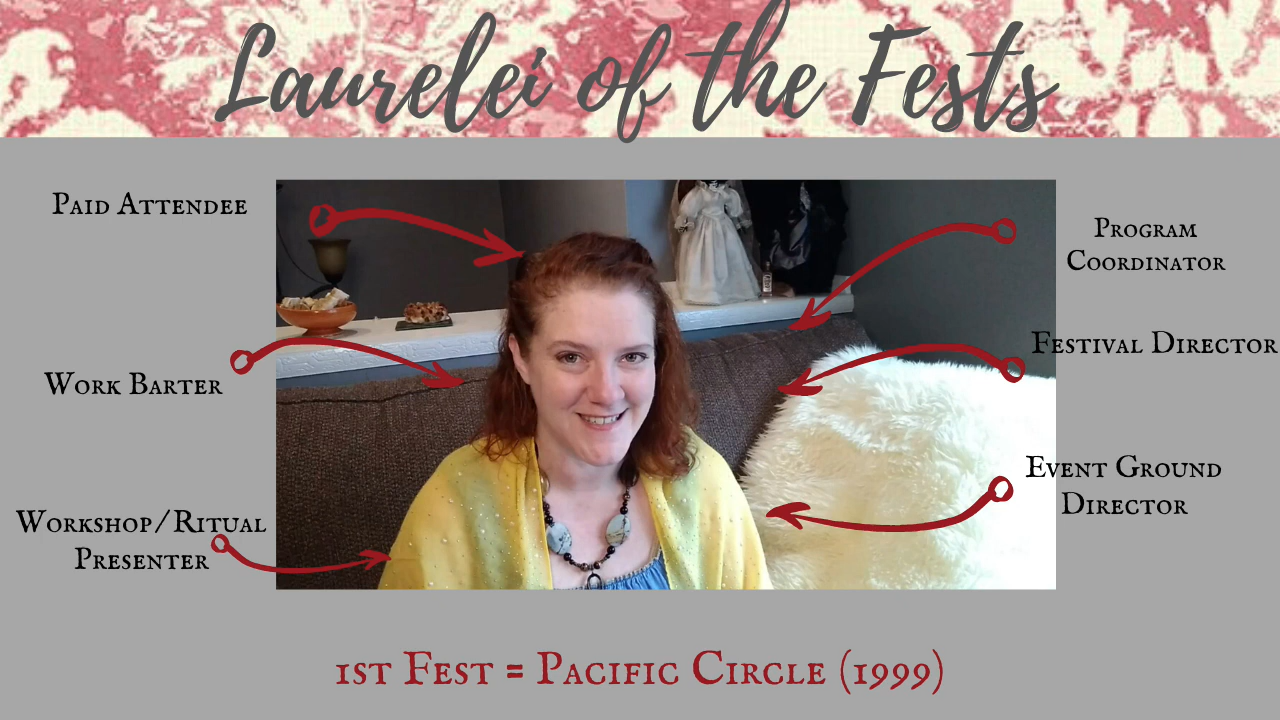 Laurelei of the Fests
Paid Attendee
Work Barter
Workshop/Ritual
Presenter
Program
Coordinator
Festival Director
Event Ground
Director
1st Fest = Pacific Circle (1999)